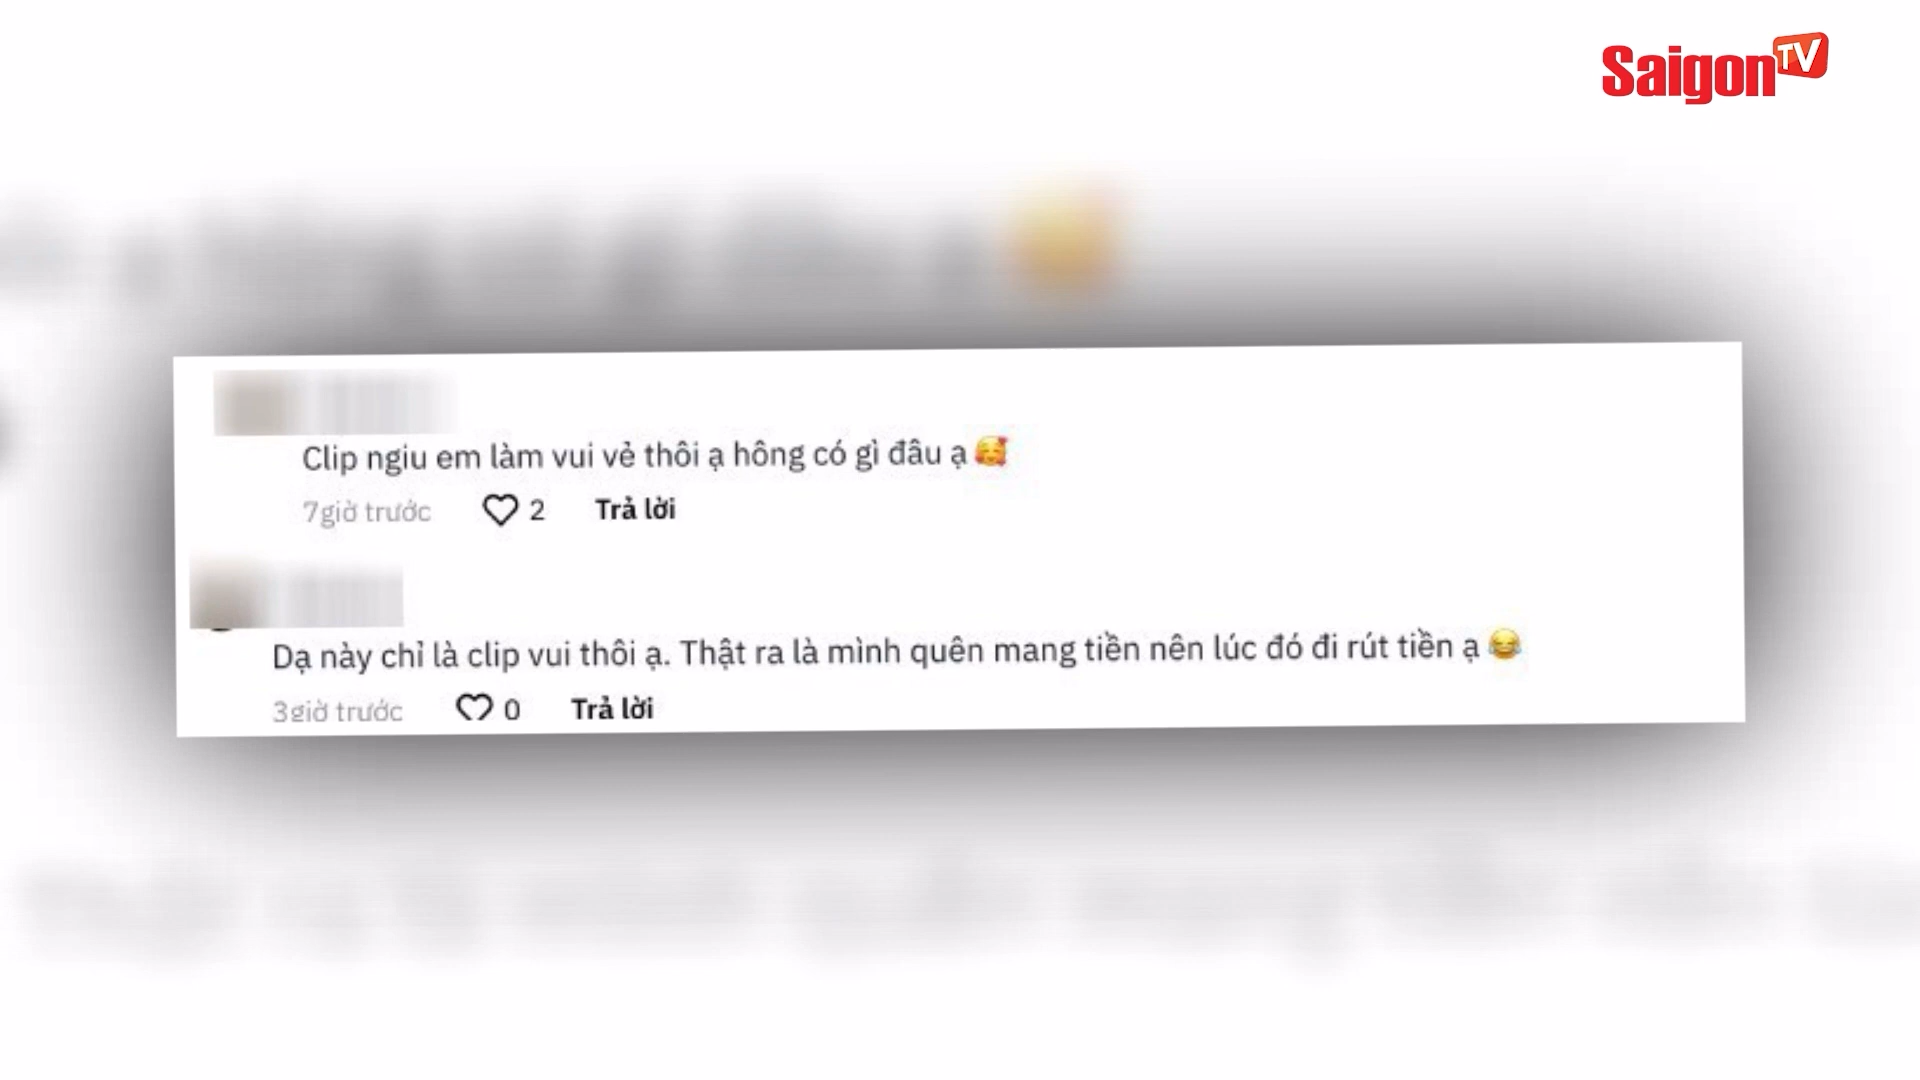 Saigon TV
Clip ngiu em làm vui vẻ thôi ạ hông có gì đâu ạ 🥰
7giờ trước 2 Trả lời
Dạ này chỉ là clip vui thôi ạ. Thật ra là mình quên mang tiền nên lúc đó đi rút tiền ạ 😂
3giờ trước 0 Trả lời